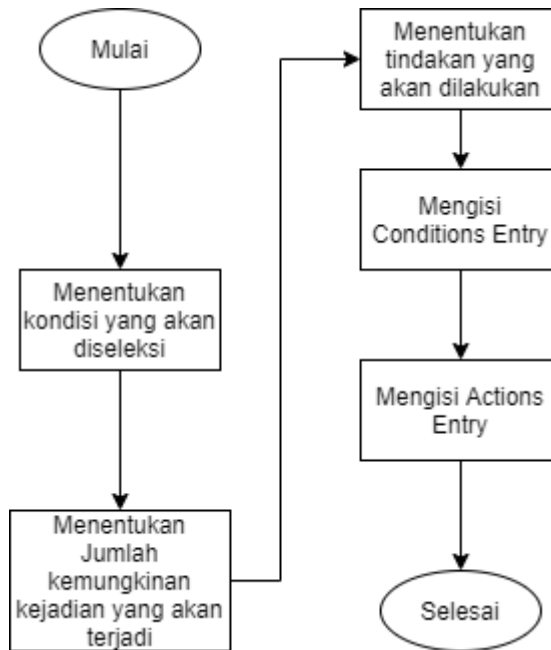 Mulai
Menentukan
kondisi yang akan
diseleksi
Menentukan
Jumlah
kemungkinan
kejadian yang akan
terjadi
Menentukan
tindakan yang
akan dilakukan
Mengisi
Conditions Entry
Mengisi Actions
Entry
Selesai